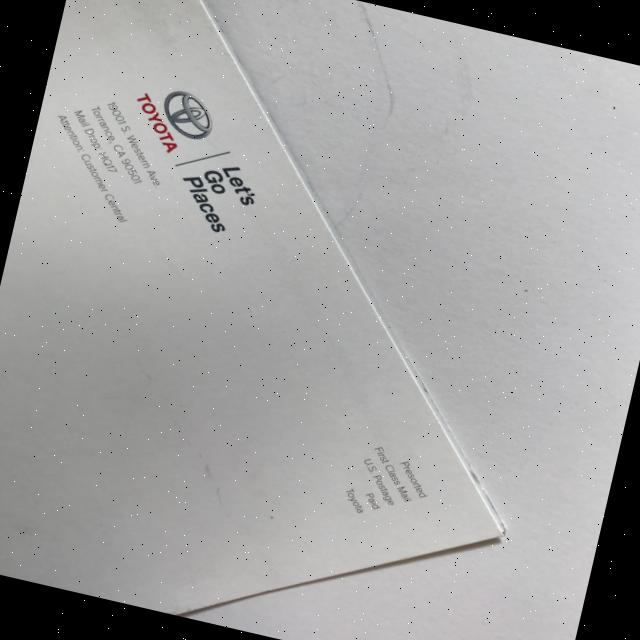 TOYOTA
Let's
Go
Places
19001 S. Western Ave.
Torrance, CA 90501
Mail Drop: HQ17
Attention: Customer Central
Presorted
First Class Mail
U.S. Postage
Paid
Toyota